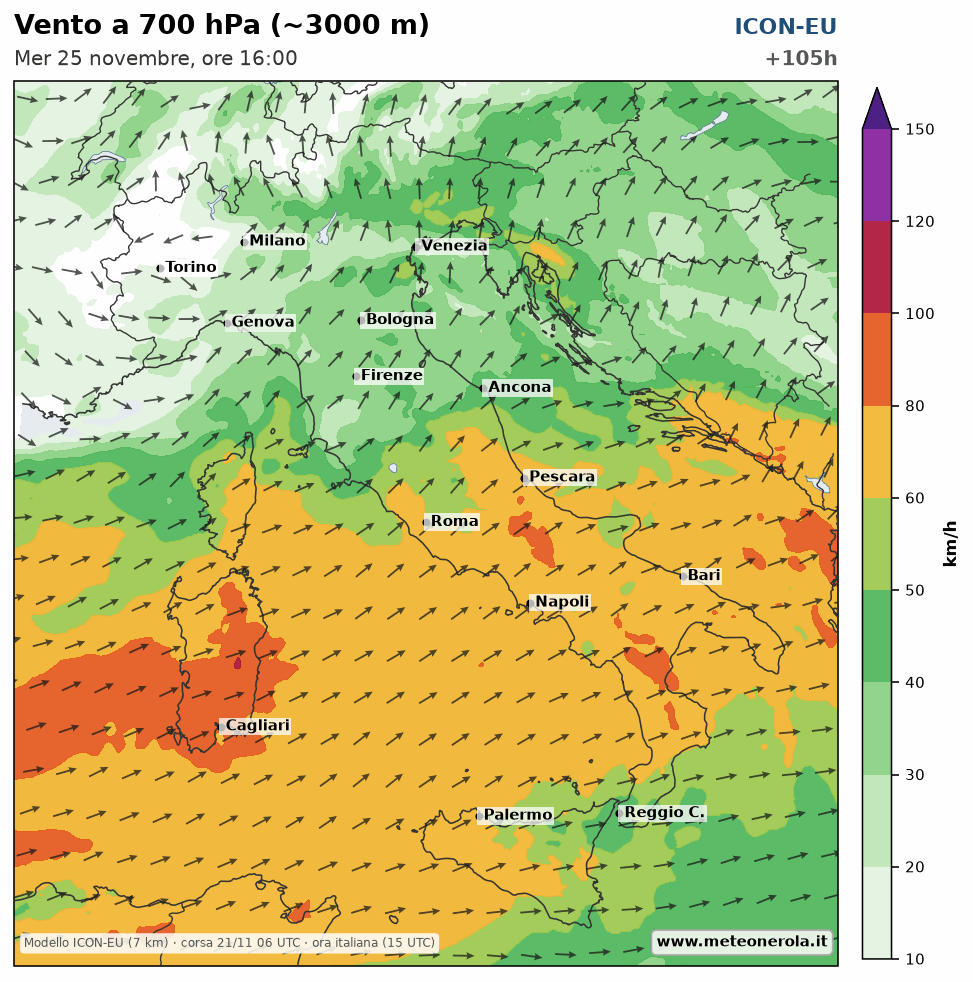 Vento a 700 hPa (~3000 m)
ICON-EU
Mer 25 novembre, ore 16:00
+105h
150
120
100
80
60
50
40
30
20
10
km/h
Milano
Venezia
Torino
Genova
Bologna
Firenze
Ancona
Pescara
Roma
Bari
Napoli
Cagliari
Palermo
Reggio C.
Modello ICON-EU (7 km) · corsa 21/11 06 UTC · ora italiana (15 UTC)
www.meteonerola.it